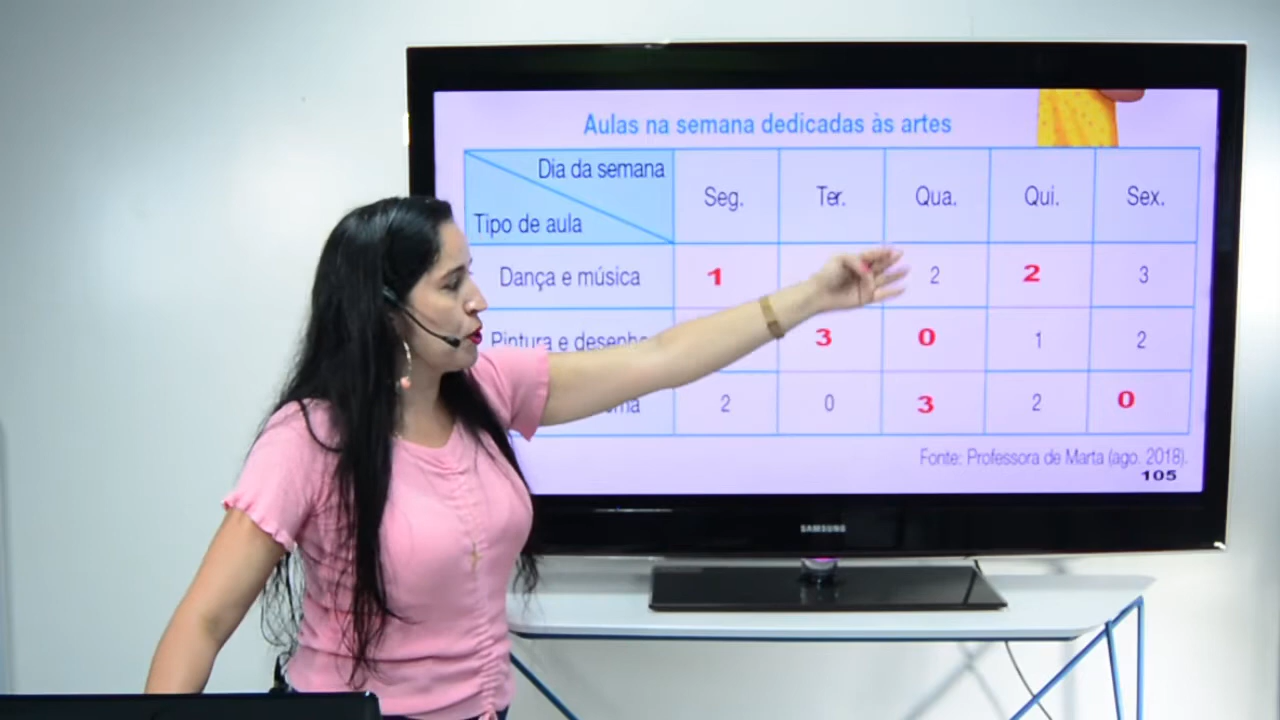 Aulas na semana dedicadas às artes
Dia da semana
Tipo de aula
Seg. Ter. Qua. Qui. Sex.
Dança e música 1 2 2 3
Pintura e 3 0 1 2
2 0 3 2 0
Fonte: Professora de Marta (ago. 2018).
105
SAMSUNG